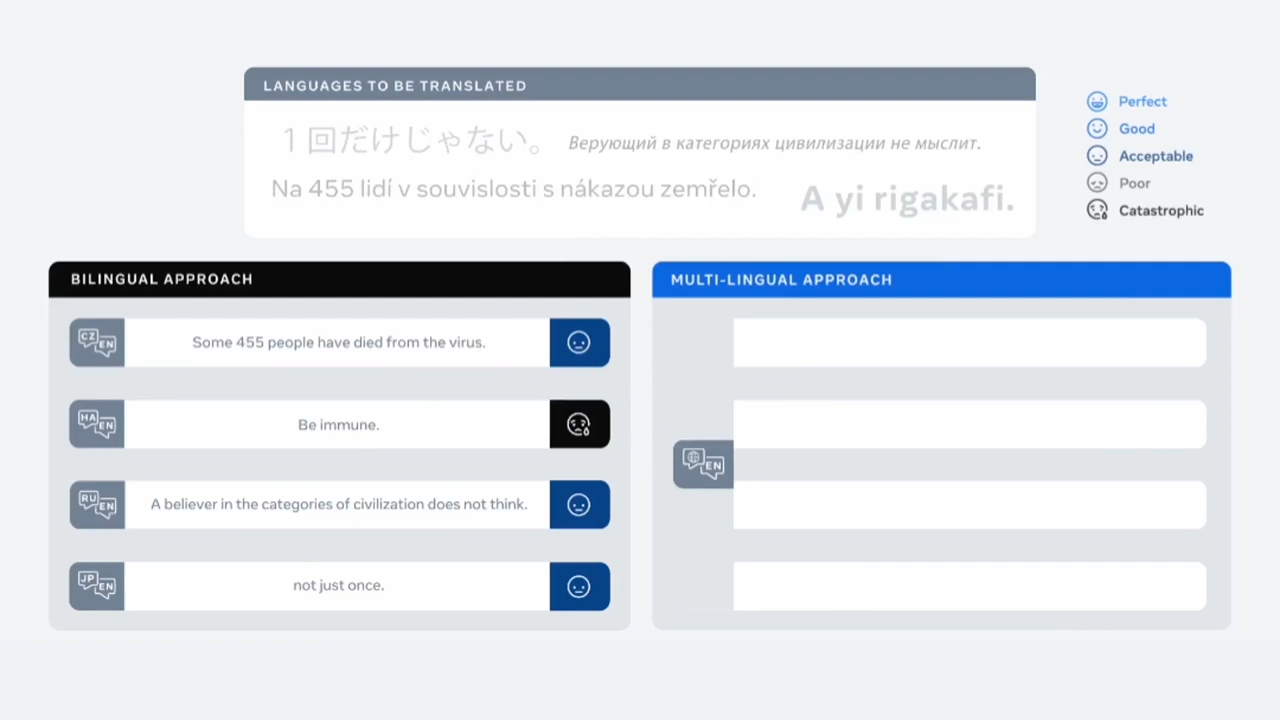 LANGUAGES TO BE TRANSLATED
1回だけじゃない。 Верующий в категориях цивилизации не мыслит.
Na 455 lidí v souvislosti s nákazou zemřelo. A yi rigakafi.
Perfect
Good
Acceptable
Poor
Catastrophic
BILINGUAL APPROACH
CZ EN Some 455 people have died from the virus.
HA EN Be immune.
RU EN A believer in the categories of civilization does not think.
JP EN not just once.
MULTI-LINGUAL APPROACH
EN